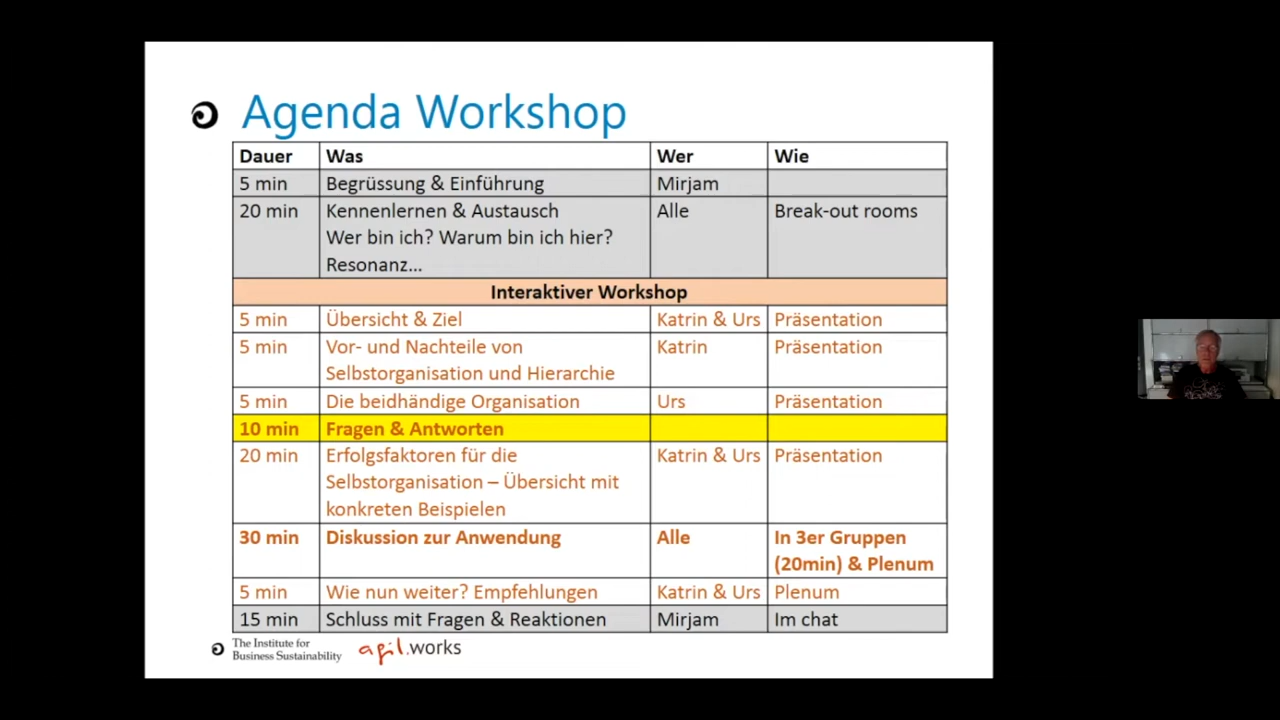 Agenda Workshop
Dauer Was Wer Wie
5 min Begrüssung & Einführung Mirjam
20 min Kennenlernen & Austausch Alle Break-out rooms
Wer bin ich? Warum bin ich hier?
Resonanz...
Interaktiver Workshop
5 min Übersicht & Ziel Katrin & Urs Präsentation
5 min Vor- und Nachteile von Katrin Präsentation
Selbstorganisation und Hierarchie
5 min Die beidhändige Organisation Urs Präsentation
10 min Fragen & Antworten
20 min Erfolgsfaktoren für die Katrin & Urs Präsentation
Selbstorganisation – Übersicht mit
konkreten Beispielen
30 min Diskussion zur Anwendung Alle In 3er Gruppen
(20min) & Plenum
5 min Wie nun weiter? Empfehlungen Katrin & Urs Plenum
15 min Schluss mit Fragen & Reaktionen Mirjam Im chat
The Institute for
Business Sustainability
agil.works